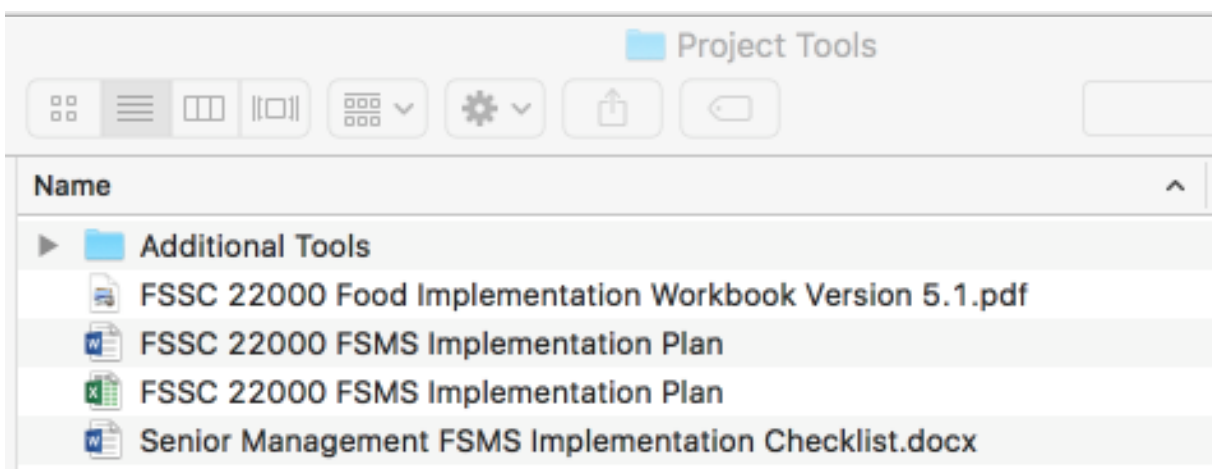 Project Tools
Name
Additional Tools
FSSC 22000 Food Implementation Workbook Version 5.1.pdf
FSSC 22000 FSMS Implementation Plan
FSSC 22000 FSMS Implementation Plan
Senior Management FSMS Implementation Checklist.docx